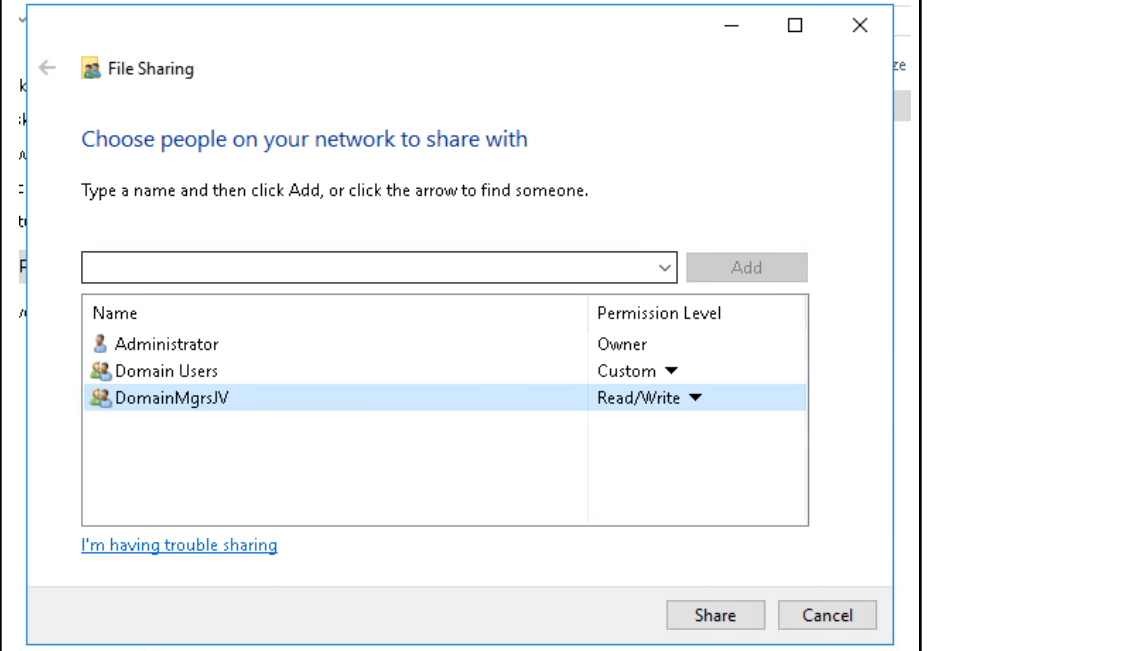 File Sharing
ze
Choose people on your network to share with
Type a name and then click Add, or click the arrow to find someone.
Add
Name Permission Level
Administrator Owner
Domain Users Custom
DomainMgrsJV Read/Write
I'm having trouble sharing
Share Cancel